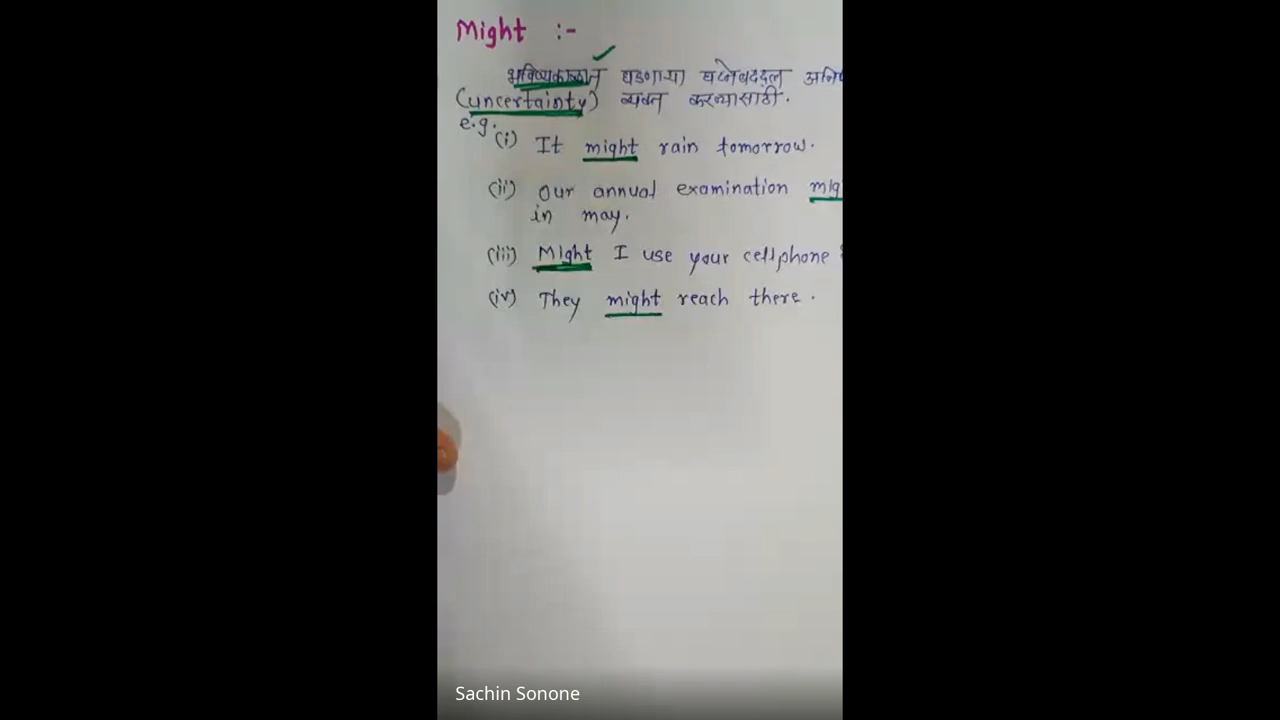 Might :-
भविष्यकाळात घडणाऱ्या घटनेबद्दल
(uncertainty) व्यक्त करण्यासाठी.
e.g.
(i) It might rain tomorrow.
(ii) Our annual examination
in may.
(iii) Might I use your cellphone
(iv) They might reach there.
Sachin Sonone